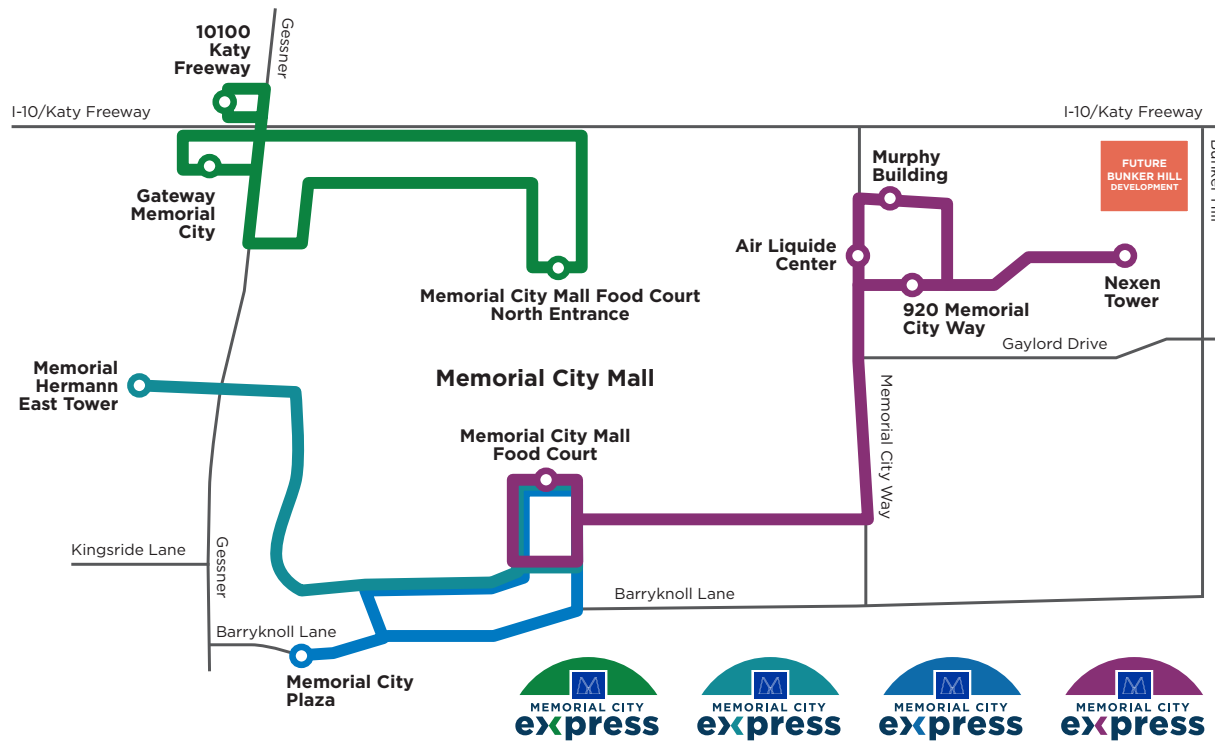 10100
Katy
Freeway
Gessner
I-10/Katy Freeway
I-10/Katy Freeway
Bunker Hill
FUTURE
BUNKER HILL
DEVELOPMENT
Murphy
Building
Gateway
Memorial
City
Air Liquide
Center
Memorial City Mall Food Court
North Entrance
920 Memorial
City Way
Nexen
Tower
Gaylord Drive
Memorial
Hermann
East Tower
Memorial City Mall
Memorial City Way
Memorial City Mall
Food Court
Kingsride Lane
Gessner
Barryknoll Lane
Barryknoll Lane
Memorial City
Plaza
MEMORIAL CITY
express
MEMORIAL CITY
express
MEMORIAL CITY
express
MEMORIAL CITY
express